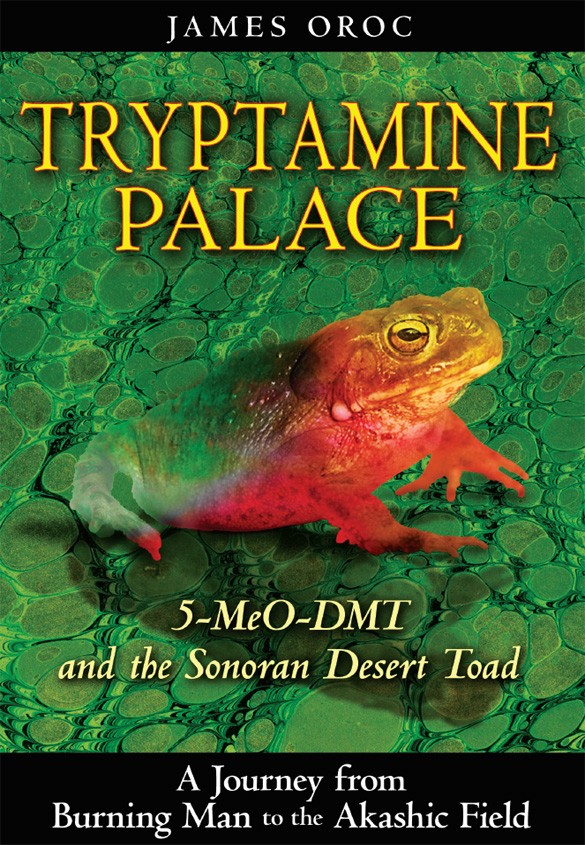 JAMES OROC
TRYPTAMINE
PALACE
5-MeO-DMT
and the Sonoran Desert Toad
A Journey from
Burning Man to the Akashic Field